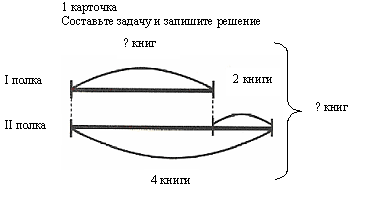 1 карточка
Составьте задачу и запишите решение
? книг
I полка
2 книги
? книг
II полка
4 книги